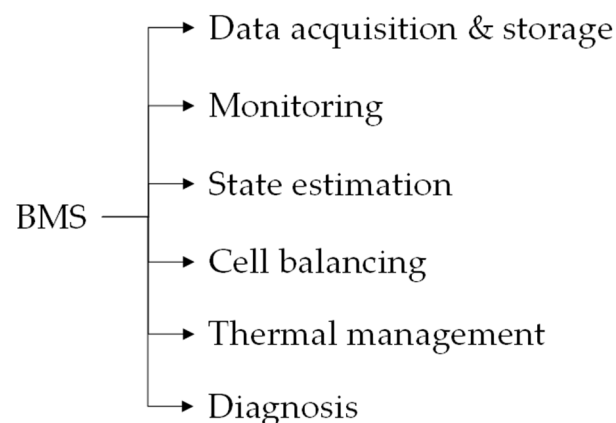 Data acquisition & storage
Monitoring
State estimation
BMS
Cell balancing
Thermal management
Diagnosis